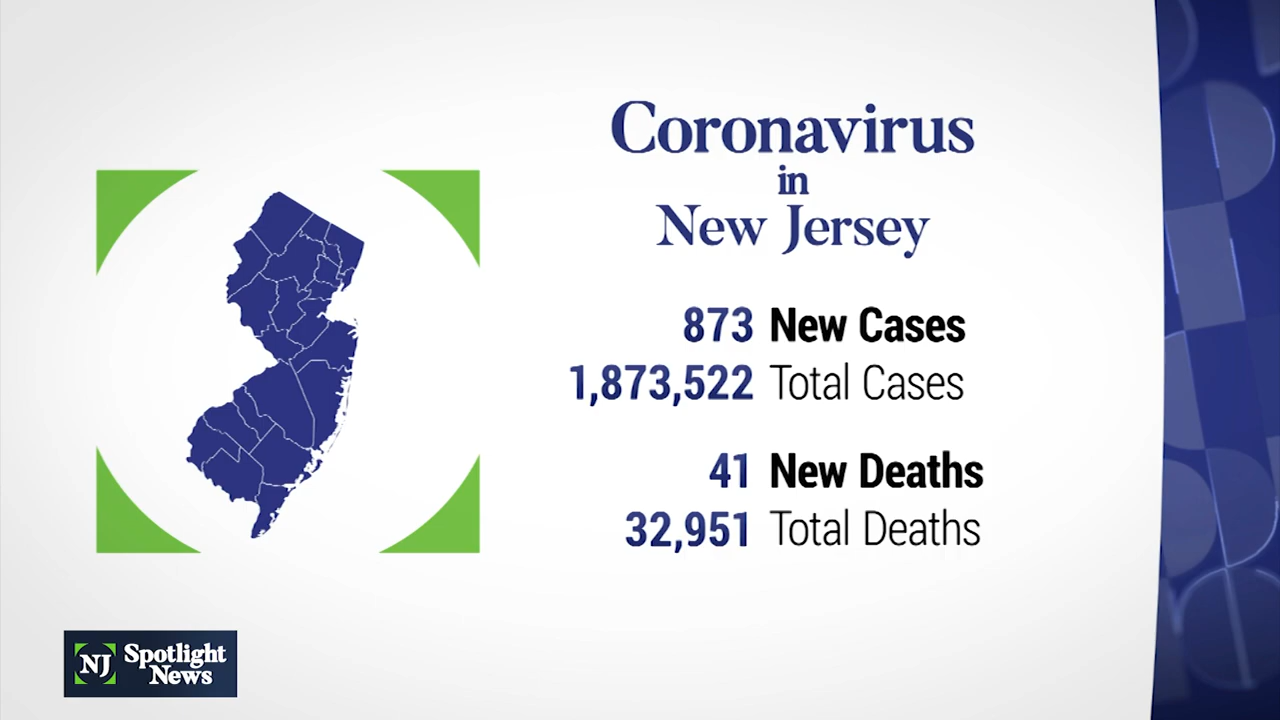 Coronavirus
in
New Jersey
873 New Cases
1,873,522 Total Cases
41 New Deaths
32,951 Total Deaths
NJ Spotlight
News